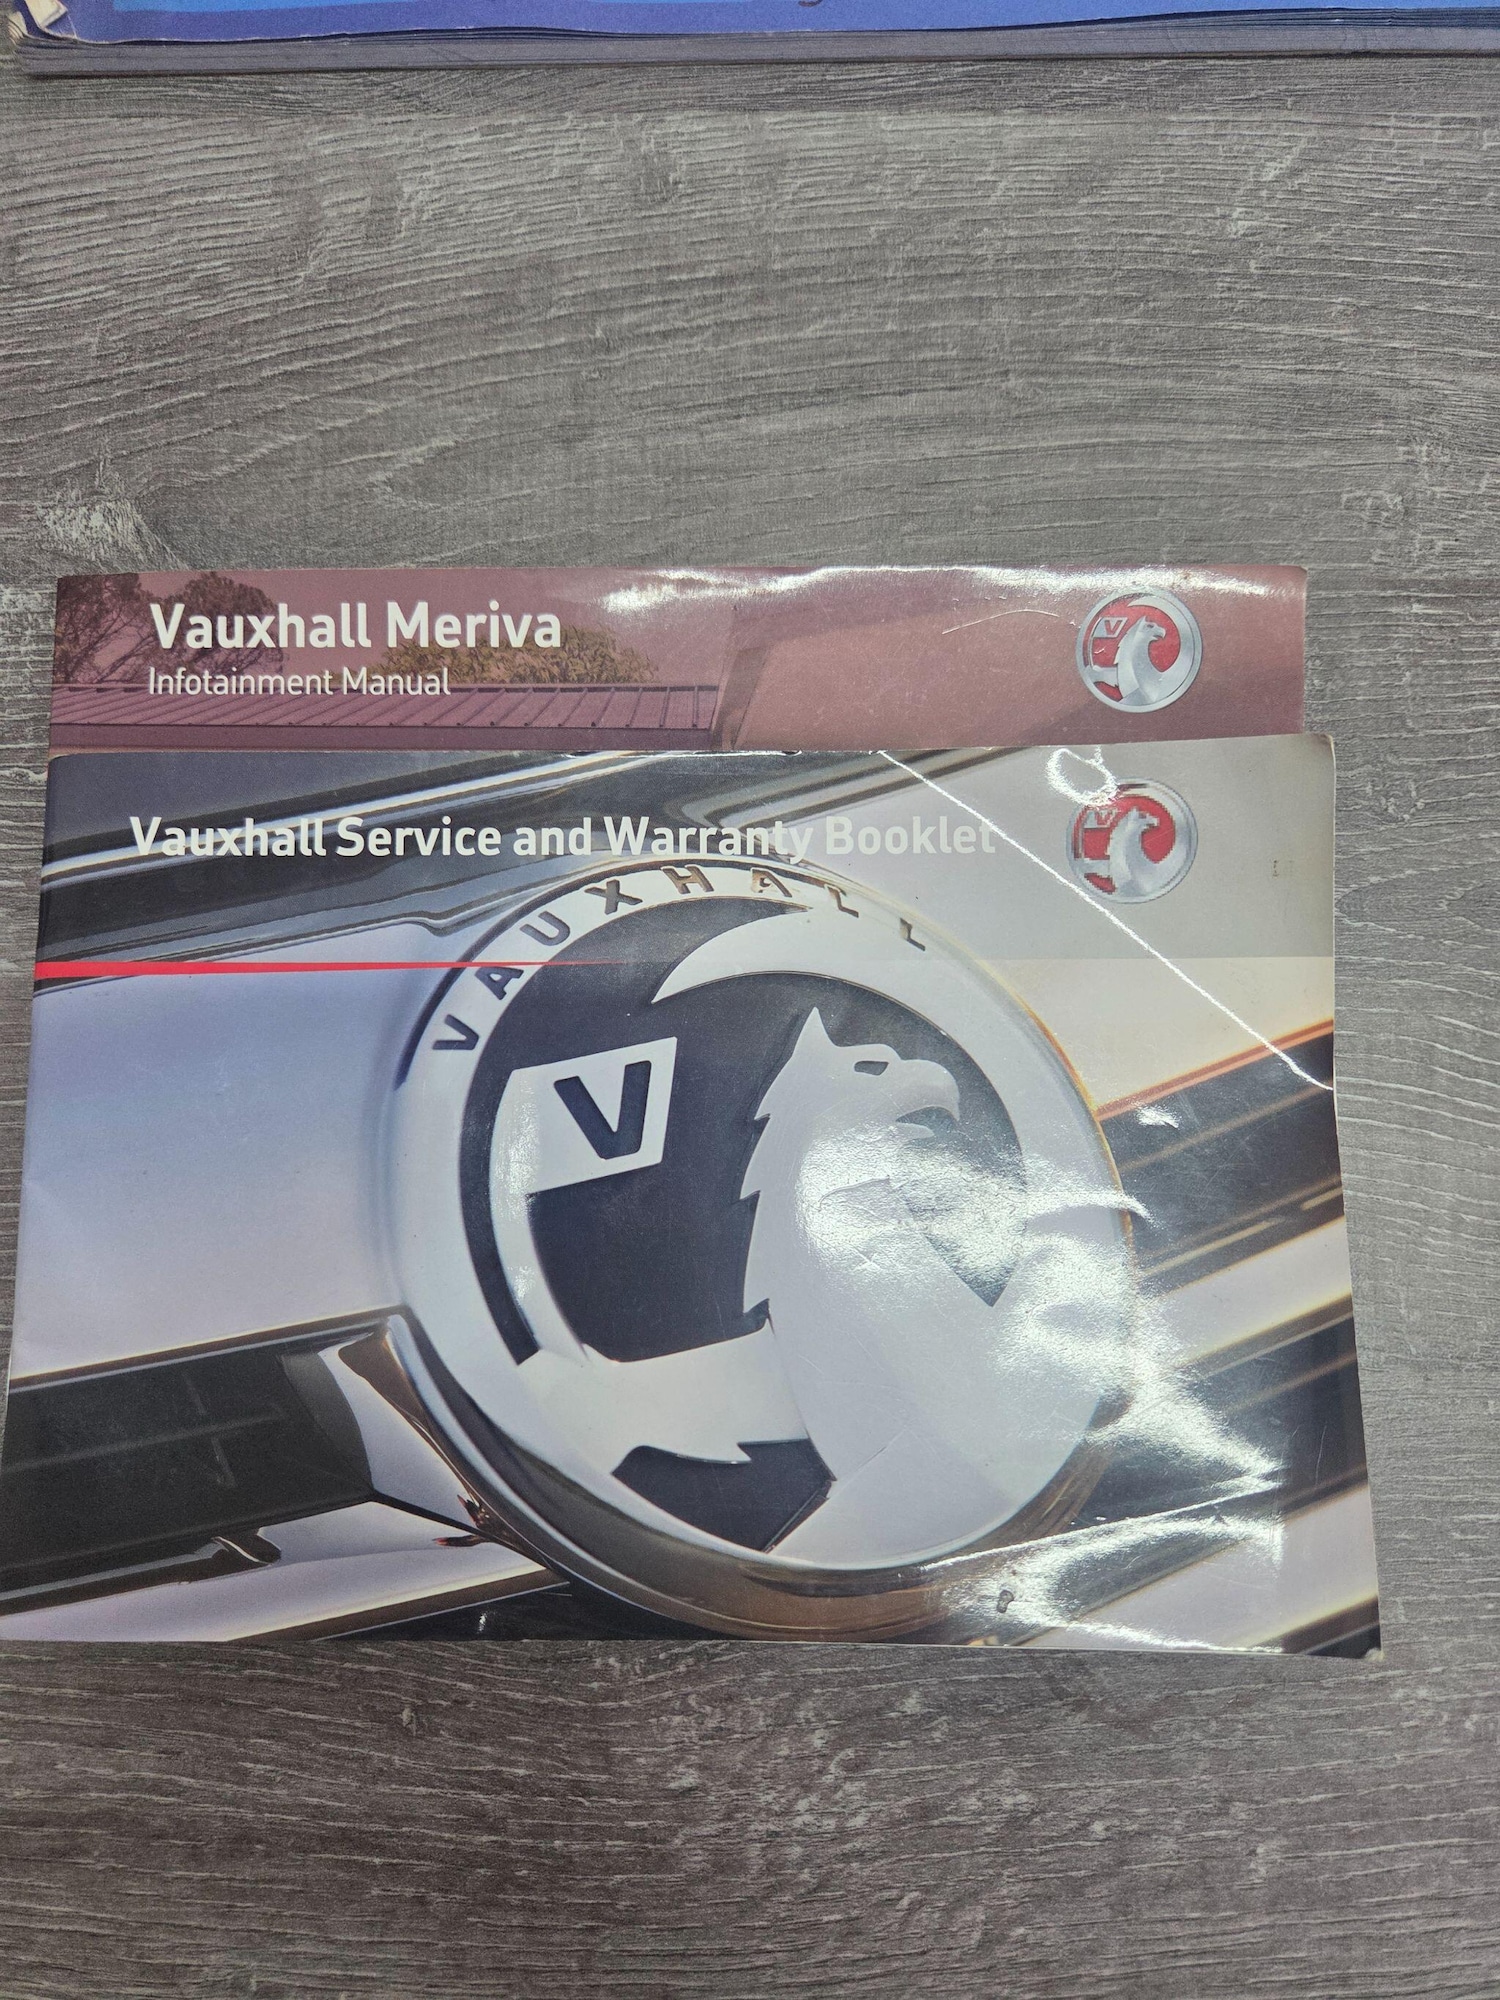 Vauxhall Meriva
Infotainment Manual
V
Vauxhall Service and Warranty Booklet
V
VAUXHALL
V